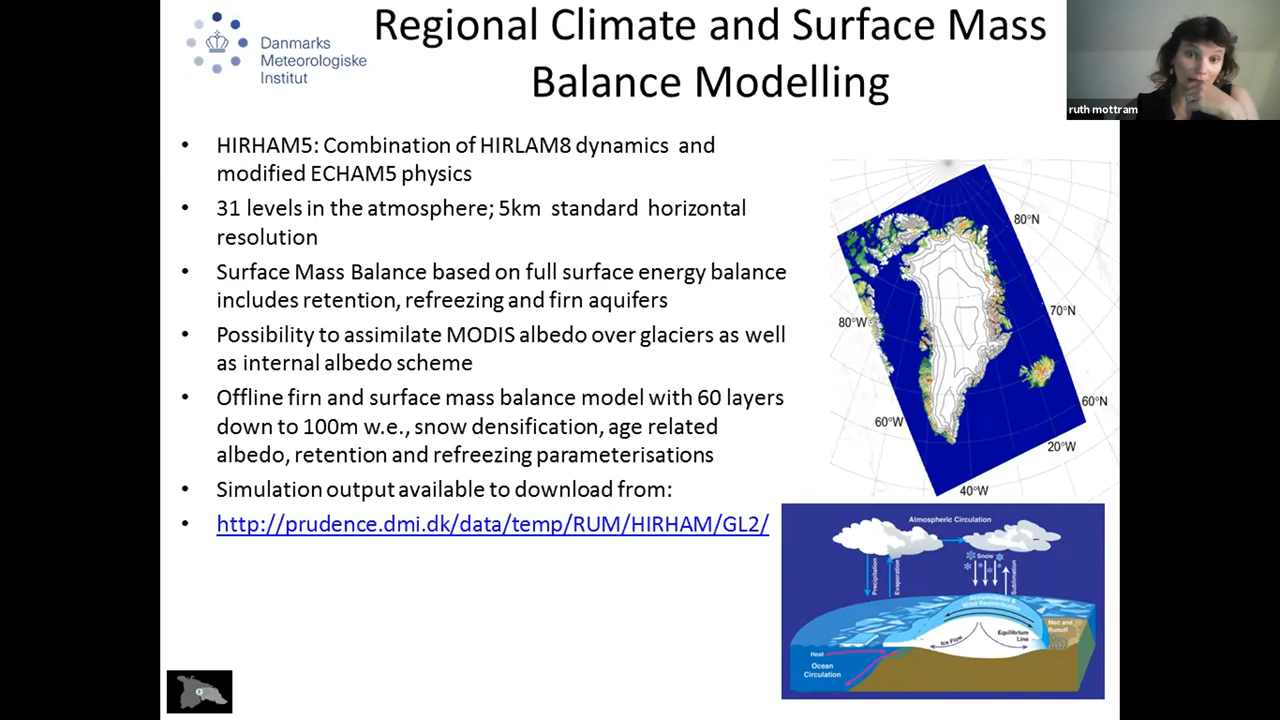 Danmarks
Meteorologiske
Institut
Regional Climate and Surface Mass
Balance Modelling
ruth mottram
• HIRHAM5: Combination of HIRLAM8 dynamics and
modified ECHAM5 physics
• 31 levels in the atmosphere; 5km standard horizontal
resolution
• Surface Mass Balance based on full surface energy balance
includes retention, refreezing and firn aquifers
• Possibility to assimilate MODIS albedo over glaciers as well
as internal albedo scheme
• Offline firn and surface mass balance model with 60 layers
down to 100m w.e., snow densification, age related
albedo, retention and refreezing parameterisations
• Simulation output available to download from:
• http://prudence.dmi.dk/data/temp/RUM/HIRHAM/GL2/
80°N
70°N
80°W
60°N
60°W
20°W
40°W
Atmospheric Circulation
Snow
Precipitation
Evaporation
Sublimation
Accumulation &
Wind Redistribution
Melt and
Runoff
Equilibrium
Line
Ice Flow
Heat
Ocean
Circulation